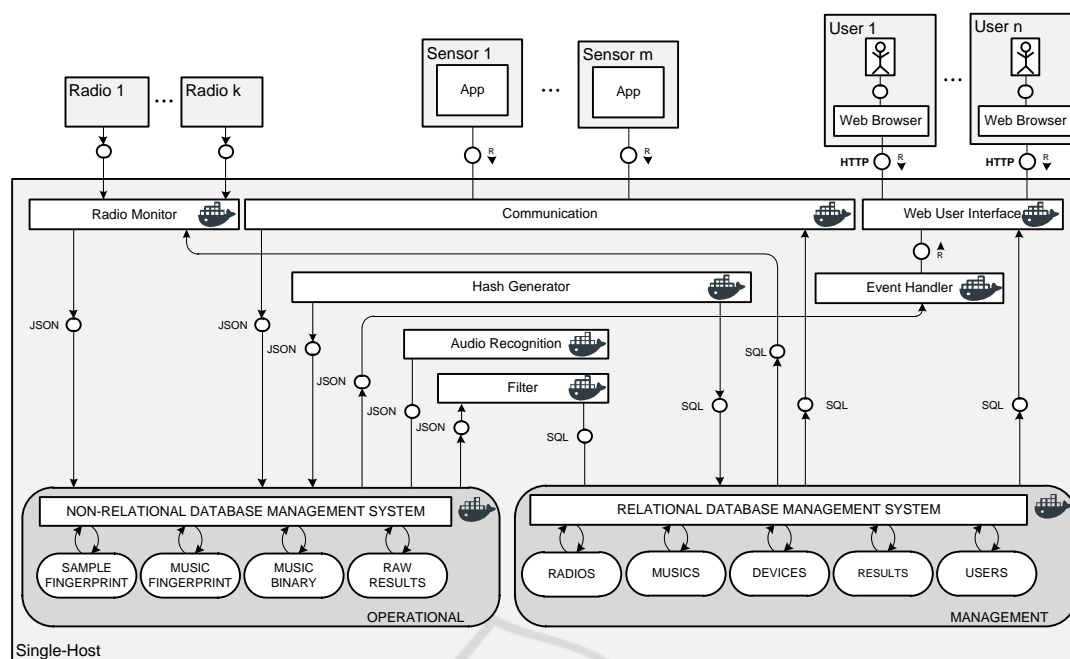 User 1
User n
Sensor 1
Sensor m
App
...
App
...
Radio 1
...
Radio k
Web Browser
Web Browser
R
R
HTTP
R
HTTP
R
Radio Monitor
Communication
Web User Interface
R
Hash Generator
Event Handler
JSON
JSON
JSON
Audio Recognition
SQL
JSON
Filter
JSON
JSON
SQL
SQL
SQL
SQL
NON-RELATIONAL DATABASE MANAGEMENT SYSTEM
RELATIONAL DATABASE MANAGEMENT SYSTEM
SAMPLE
FINGERPRINT
MUSIC
FINGERPRINT
MUSIC
BINARY
RAW
RESULTS
RADIOS
MUSICS
DEVICES
RESULTS
USERS
OPERATIONAL
MANAGEMENT
Single-Host